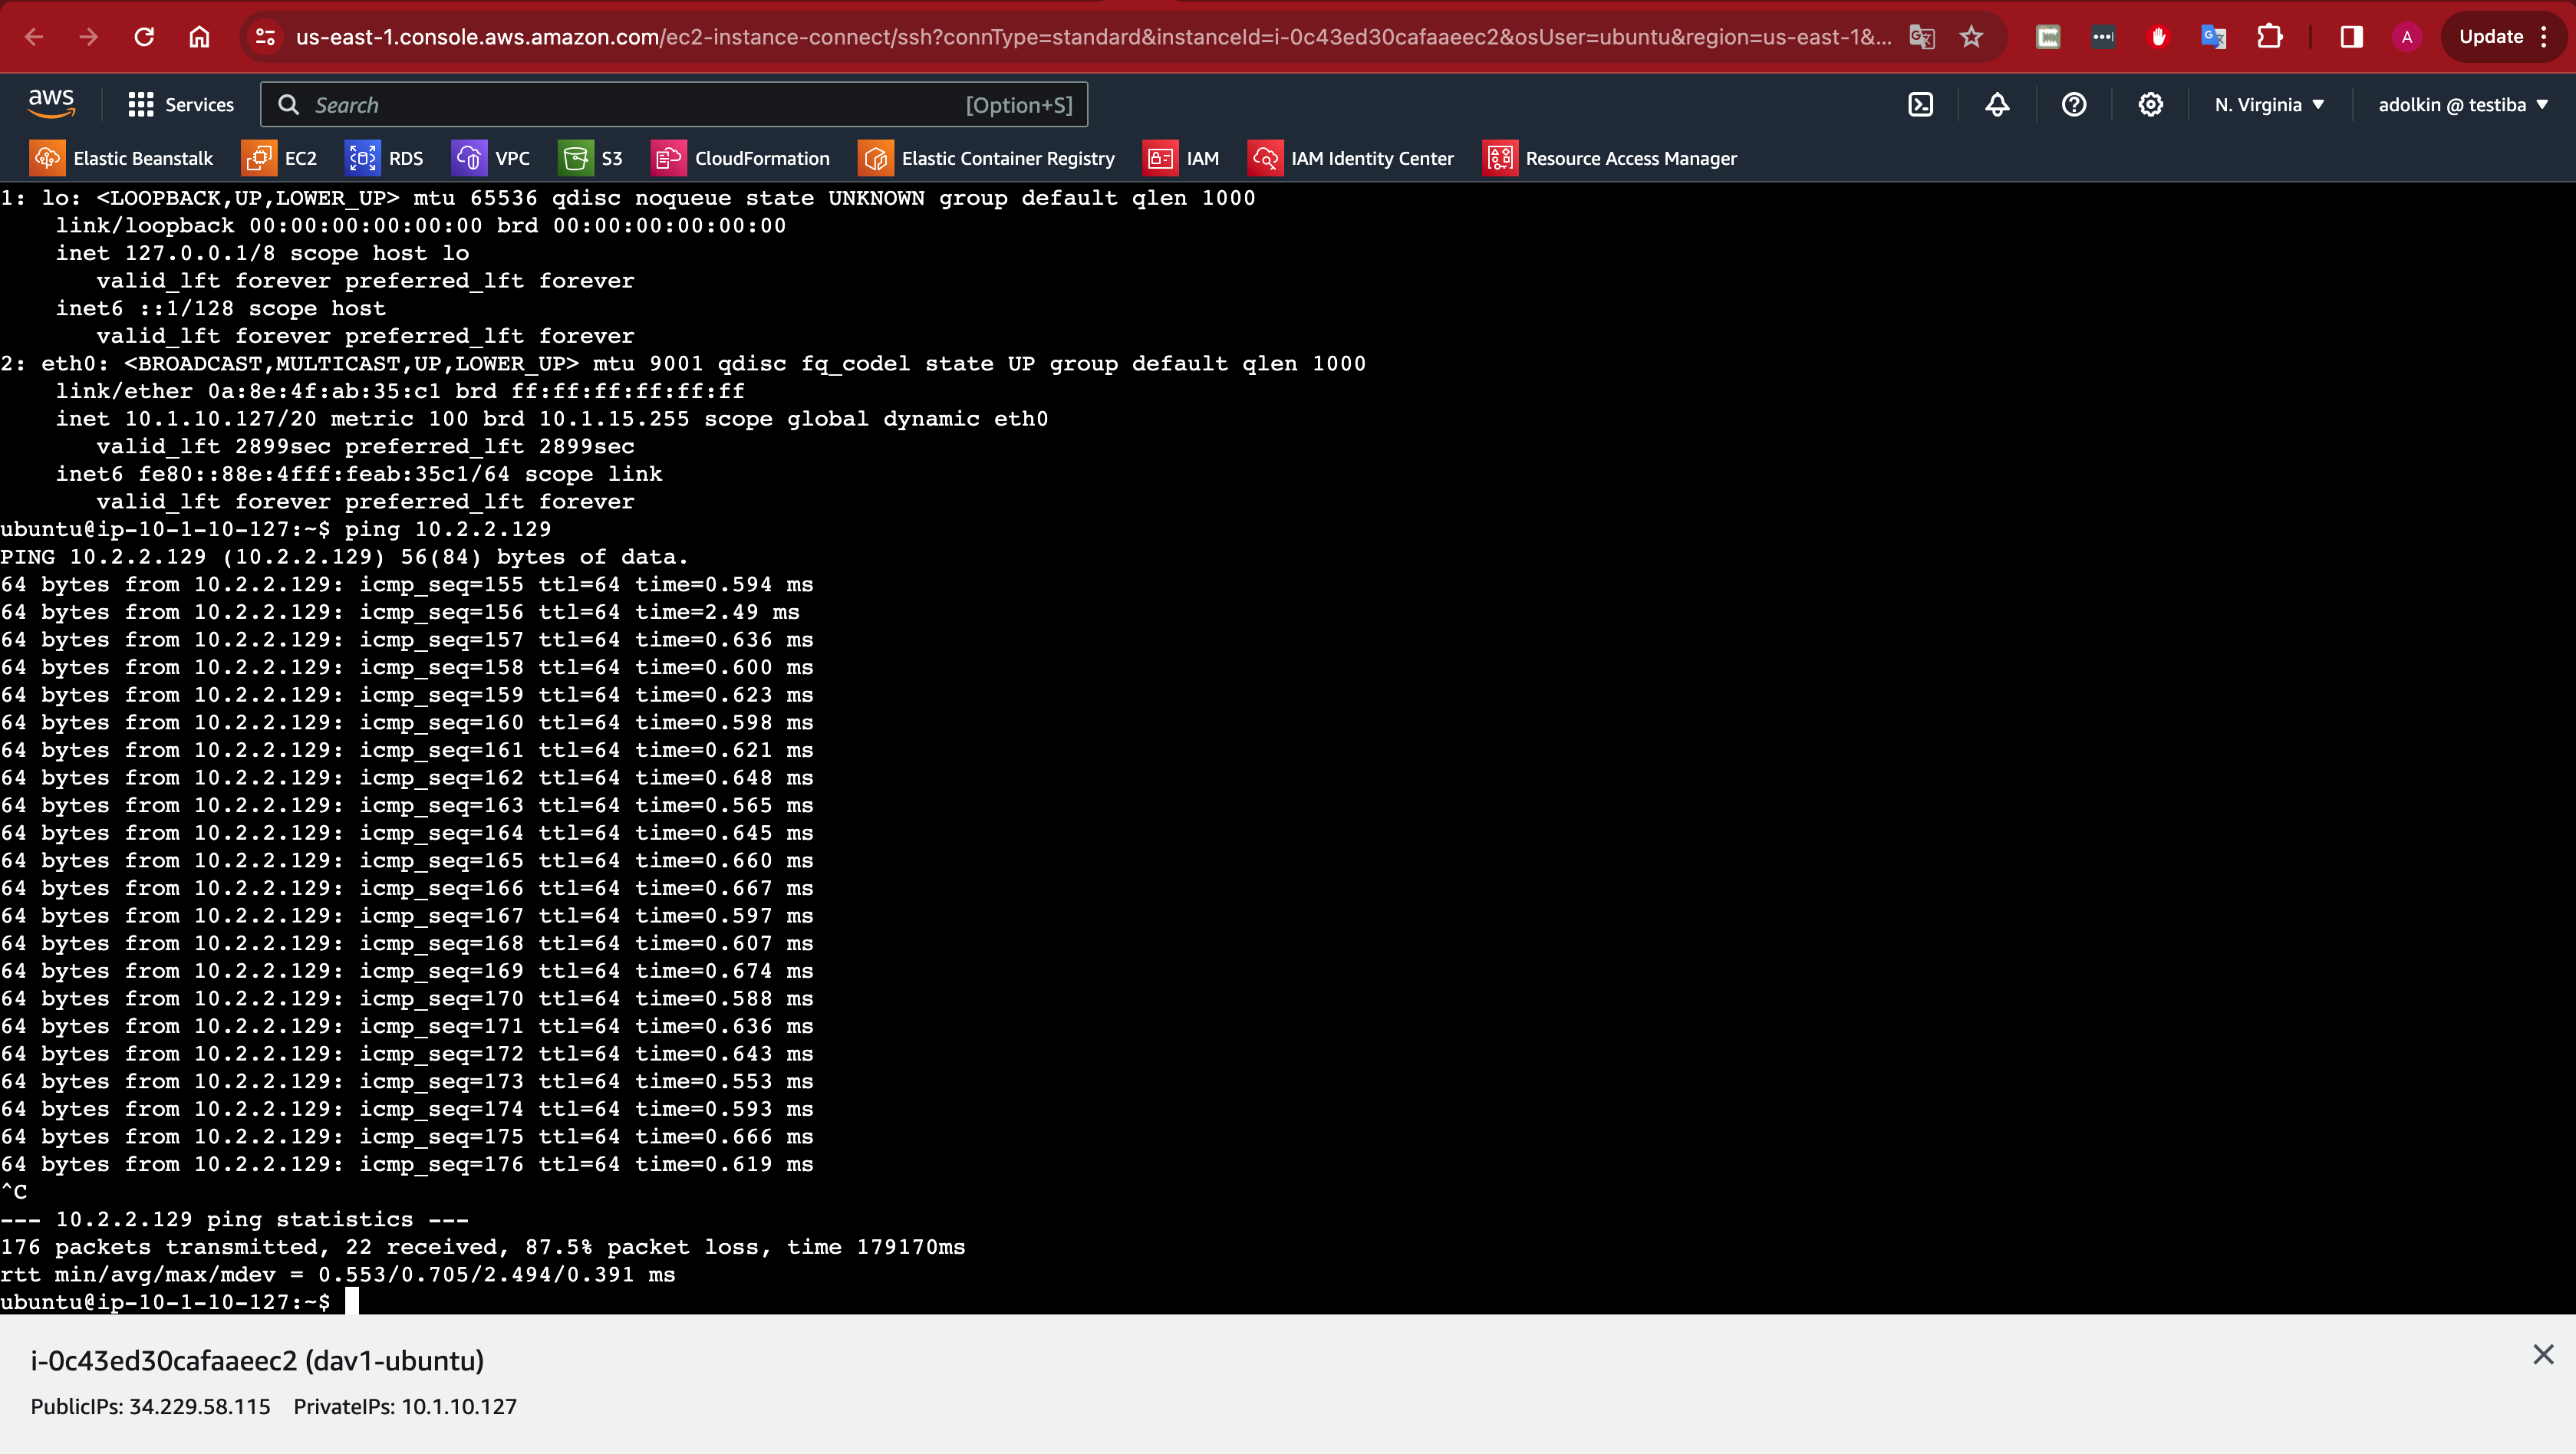 us-east-1.console.aws.amazon.com/ec2-instance-connect/ssh?connType=standard&instanceId=i-0c43ed30cafaaeec2&osUser=ubuntu&region=us-east-1&... A Update
aws Services Search [Option+S] N. Virginia adolkin @ testiba
Elastic Beanstalk EC2 RDS VPC S3 CloudFormation Elastic Container Registry IAM IAM Identity Center Resource Access Manager
1: lo: <LOOPBACK,UP,LOWER_UP> mtu 65536 qdisc noqueue state UNKNOWN group default qlen 1000
    link/loopback 00:00:00:00:00:00 brd 00:00:00:00:00:00
    inet 127.0.0.1/8 scope host lo
       valid_lft forever preferred_lft forever
    inet6 ::1/128 scope host
       valid_lft forever preferred_lft forever
2: eth0: <BROADCAST,MULTICAST,UP,LOWER_UP> mtu 9001 qdisc fq_codel state UP group default qlen 1000
    link/ether 0a:8e:4f:ab:35:c1 brd ff:ff:ff:ff:ff:ff
    inet 10.1.10.127/20 metric 100 brd 10.1.15.255 scope global dynamic eth0
       valid_lft 2899sec preferred_lft 2899sec
    inet6 fe80::88e:4fff:feab:35c1/64 scope link
       valid_lft forever preferred_lft forever
ubuntu@ip-10-1-10-127:~$ ping 10.2.2.129
PING 10.2.2.129 (10.2.2.129) 56(84) bytes of data.
64 bytes from 10.2.2.129: icmp_seq=155 ttl=64 time=0.594 ms
64 bytes from 10.2.2.129: icmp_seq=156 ttl=64 time=2.49 ms
64 bytes from 10.2.2.129: icmp_seq=157 ttl=64 time=0.636 ms
64 bytes from 10.2.2.129: icmp_seq=158 ttl=64 time=0.600 ms
64 bytes from 10.2.2.129: icmp_seq=159 ttl=64 time=0.623 ms
64 bytes from 10.2.2.129: icmp_seq=160 ttl=64 time=0.598 ms
64 bytes from 10.2.2.129: icmp_seq=161 ttl=64 time=0.621 ms
64 bytes from 10.2.2.129: icmp_seq=162 ttl=64 time=0.648 ms
64 bytes from 10.2.2.129: icmp_seq=163 ttl=64 time=0.565 ms
64 bytes from 10.2.2.129: icmp_seq=164 ttl=64 time=0.645 ms
64 bytes from 10.2.2.129: icmp_seq=165 ttl=64 time=0.660 ms
64 bytes from 10.2.2.129: icmp_seq=166 ttl=64 time=0.667 ms
64 bytes from 10.2.2.129: icmp_seq=167 ttl=64 time=0.597 ms
64 bytes from 10.2.2.129: icmp_seq=168 ttl=64 time=0.607 ms
64 bytes from 10.2.2.129: icmp_seq=169 ttl=64 time=0.674 ms
64 bytes from 10.2.2.129: icmp_seq=170 ttl=64 time=0.588 ms
64 bytes from 10.2.2.129: icmp_seq=171 ttl=64 time=0.636 ms
64 bytes from 10.2.2.129: icmp_seq=172 ttl=64 time=0.643 ms
64 bytes from 10.2.2.129: icmp_seq=173 ttl=64 time=0.553 ms
64 bytes from 10.2.2.129: icmp_seq=174 ttl=64 time=0.593 ms
64 bytes from 10.2.2.129: icmp_seq=175 ttl=64 time=0.666 ms
64 bytes from 10.2.2.129: icmp_seq=176 ttl=64 time=0.619 ms
^C
--- 10.2.2.129 ping statistics ---
176 packets transmitted, 22 received, 87.5% packet loss, time 179170ms
rtt min/avg/max/mdev = 0.553/0.705/2.494/0.391 ms
ubuntu@ip-10-1-10-127:~$
i-0c43ed30cafaaeec2 (dav1-ubuntu)
PublicIPs: 34.229.58.115 PrivateIPs: 10.1.10.127